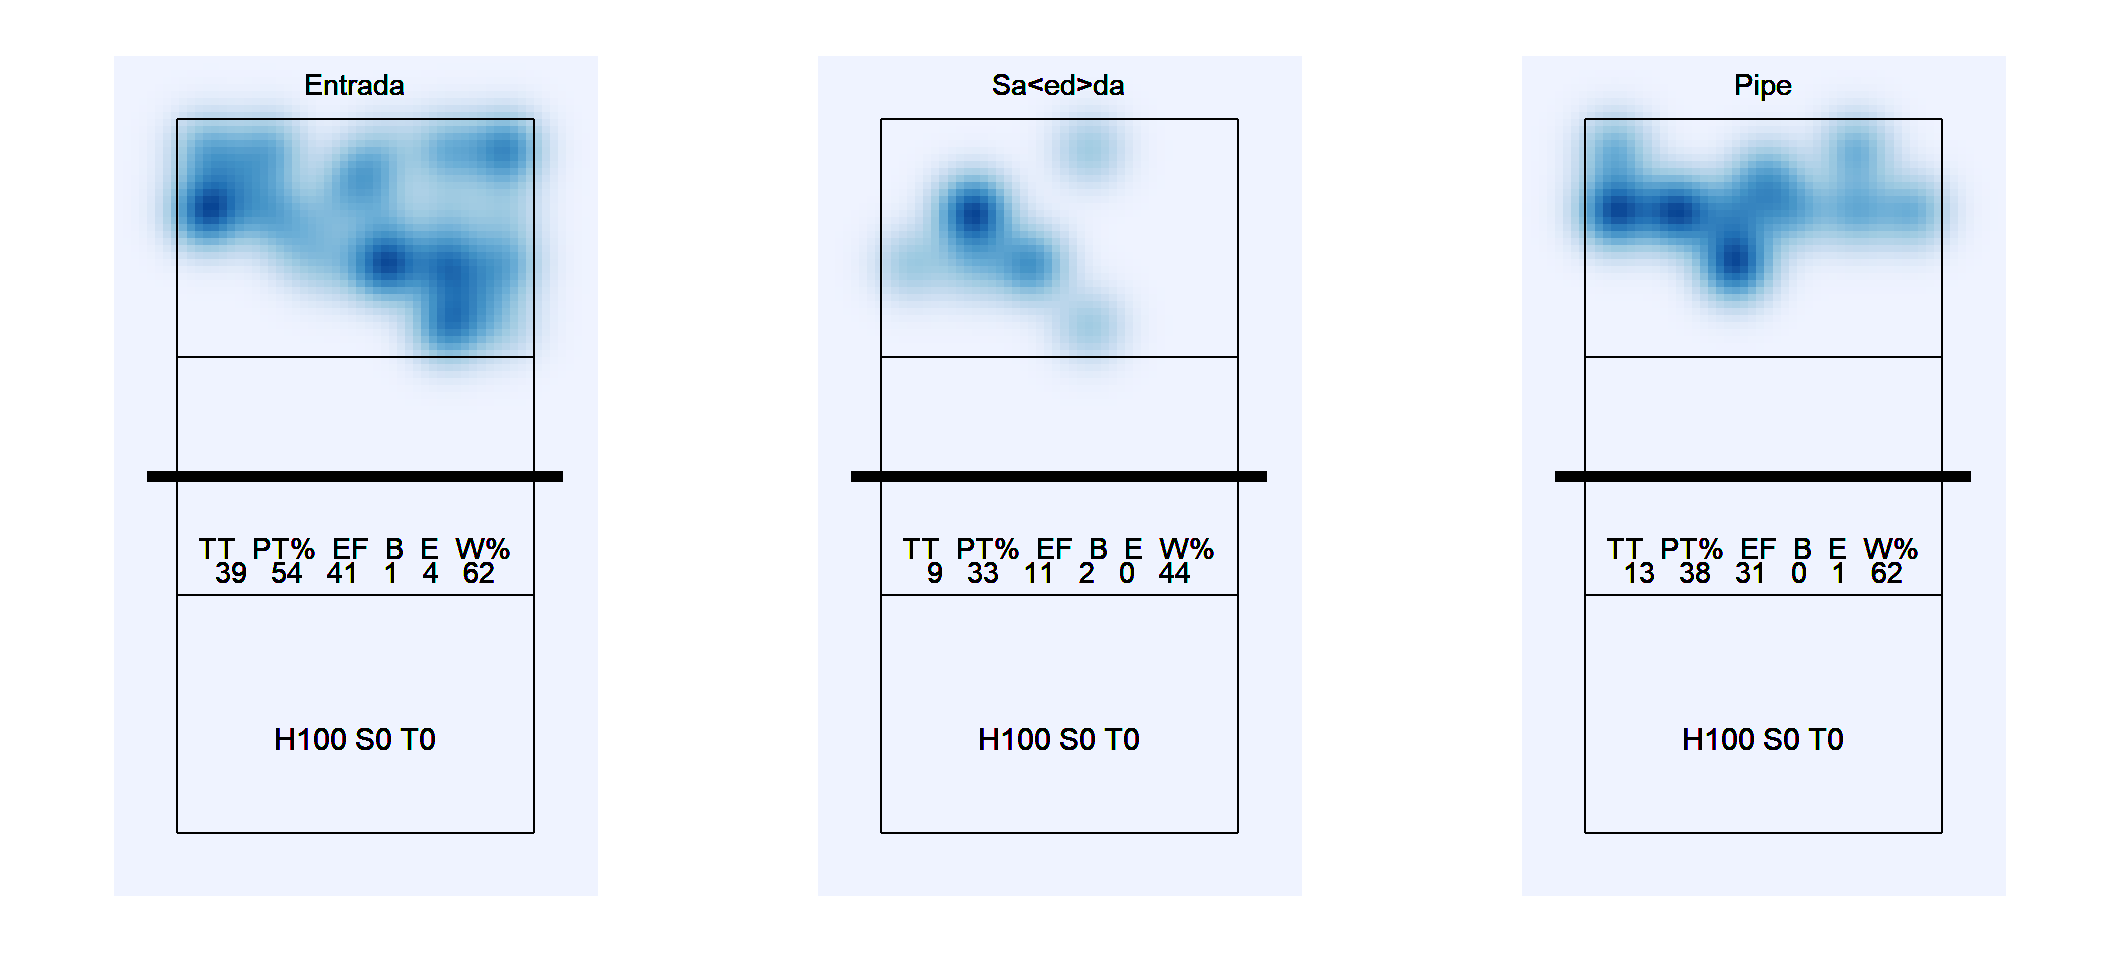 Entrada
TT PT% EF B E W%
39 54 41 1 4 62
H100 S0 T0
Sa<ed>da
TT PT% EF B E W%
9 33 11 2 0 44
H100 S0 T0
Pipe
TT PT% EF B E W%
13 38 31 0 1 62
H100 S0 T0